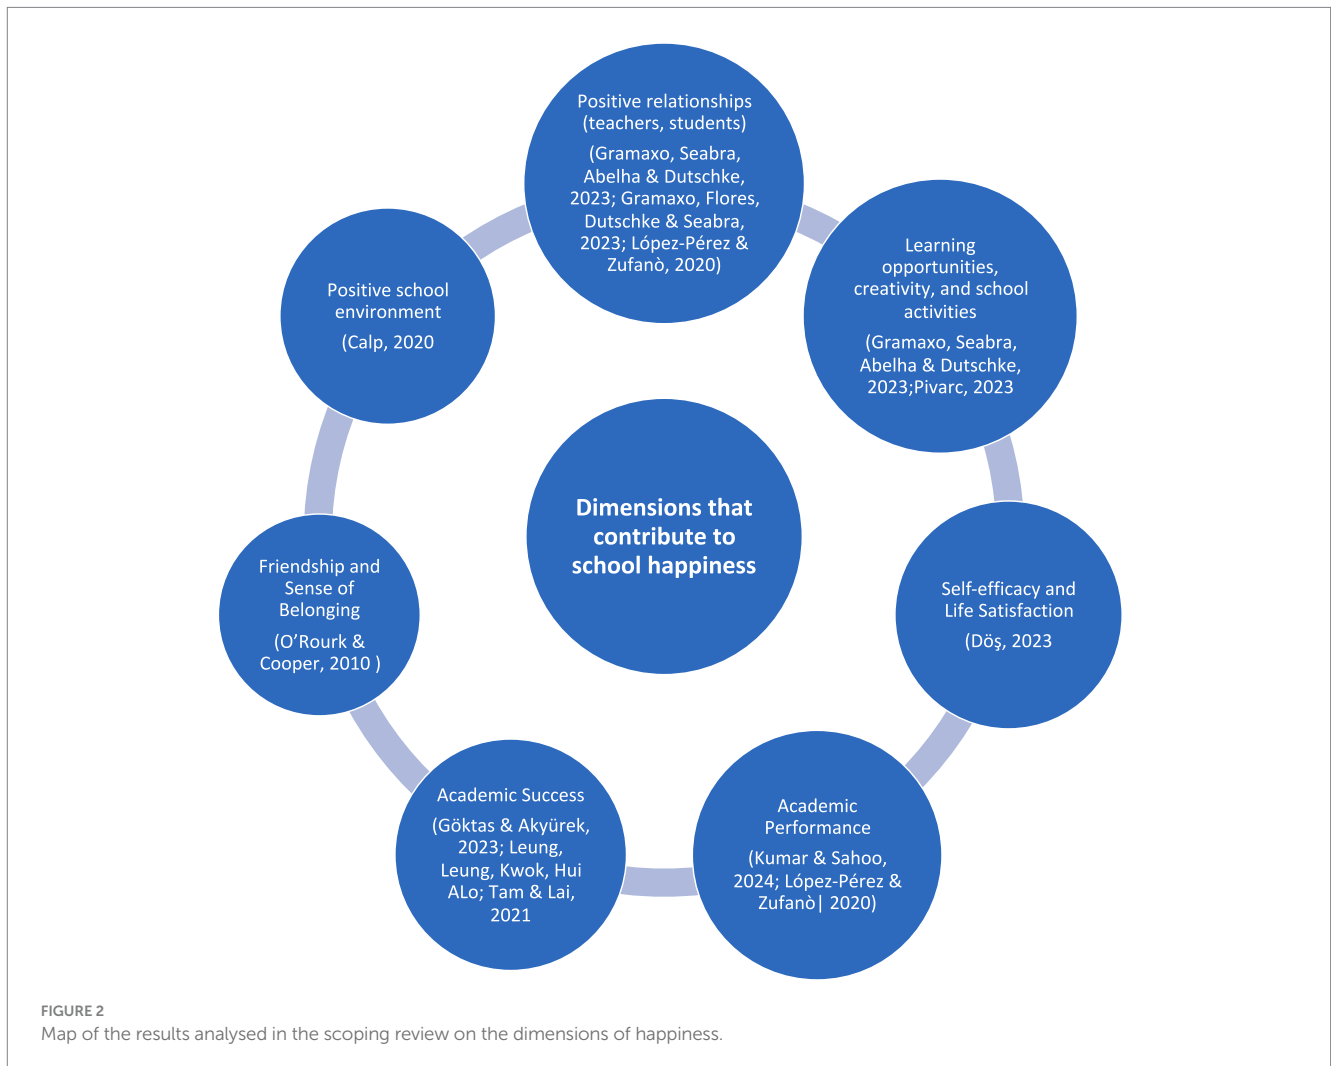 Positive relationships
(teachers, students)
(Gramaxo, Seabra,
Abelha & Dutschke,
2023; Gramaxo, Flores,
Dutschke & Seabra,
2023; López-Pérez &
Zufanò, 2020)
Learning
opportunities,
creativity, and school
activities
(Gramaxo, Seabra,
Abelha & Dutschke,
2023;Pivarc, 2023
Self-efficacy and
Life Satisfaction
(Döş, 2023
Academic
Performance
(Kumar & Sahoo,
2024; López-Pérez &
Zufanò| 2020)
Academic Success
(Göktas & Akyürek,
2023; Leung,
Leung, Kwok, Hui
ALo; Tam & Lai,
2021
Friendship and
Sense of
Belonging
(O’Rourk &
Cooper, 2010 )
Positive school
environment
(Calp, 2020
Dimensions that
contribute to
school happiness
FIGURE 2
Map of the results analysed in the scoping review on the dimensions of happiness.